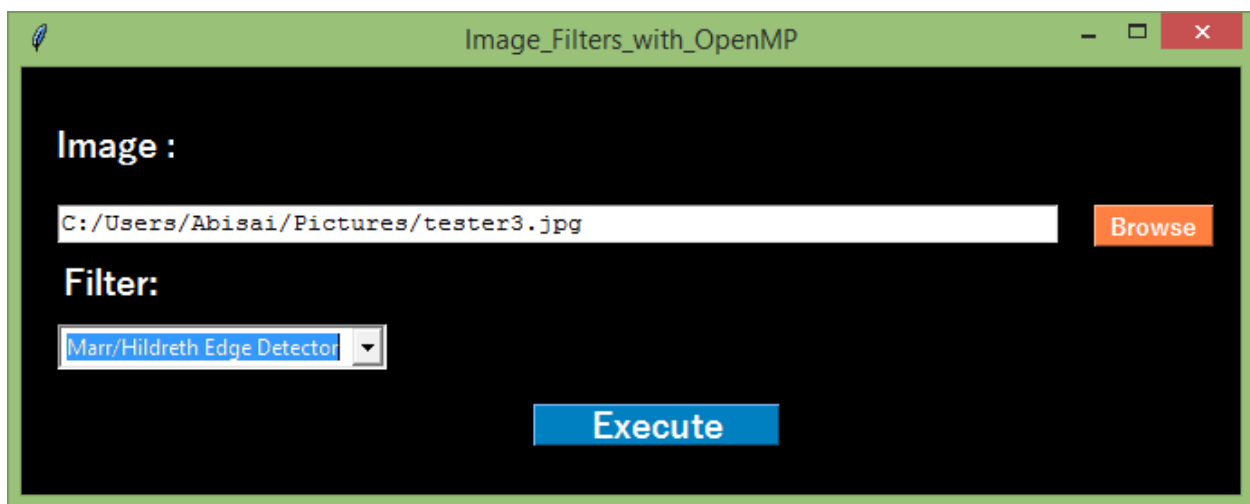 Image_Filters_with_OpenMP
Image :
C:/Users/Abisai/Pictures/tester3.jpg
Browse
Filter:
Marr/Hildreth Edge Detector
Execute